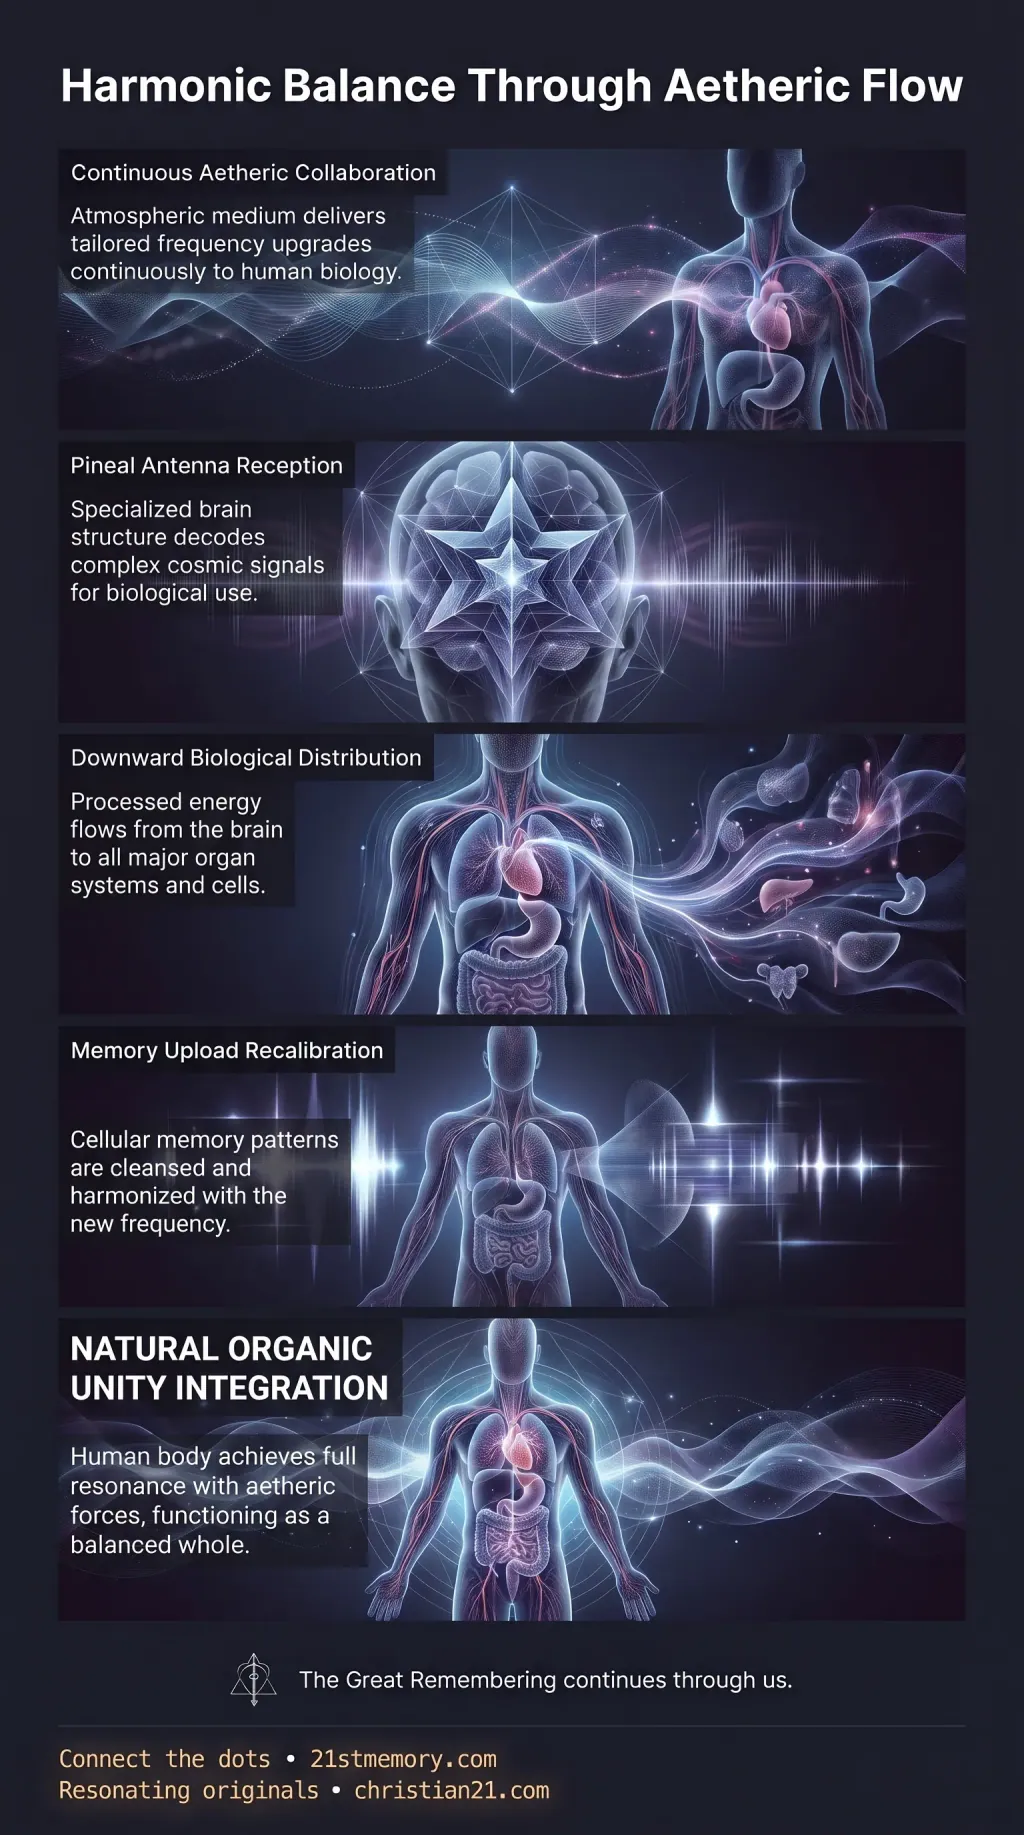 Harmonic Balance Through Aetheric Flow
Continuous Aetheric Collaboration
Atmospheric medium delivers
tailored frequency upgrades
continuously to human biology.
Pineal Antenna Reception
Specialized brain
structure decodes
complex cosmic signals
for biological use.
Downward Biological Distribution
Processed energy
flows from the brain
to all major organ
systems and cells.
Memory Upload Recalibration
Cellular memory patterns
are cleansed and
harmonized with the
new frequency.
NATURAL ORGANIC
UNITY INTEGRATION
Human body achieves full
resonance with aetheric
forces, functioning as a
balanced whole.
The Great Remembering continues through us.
Connect the dots • 21stmemory.com
Resonating originals • christian21.com